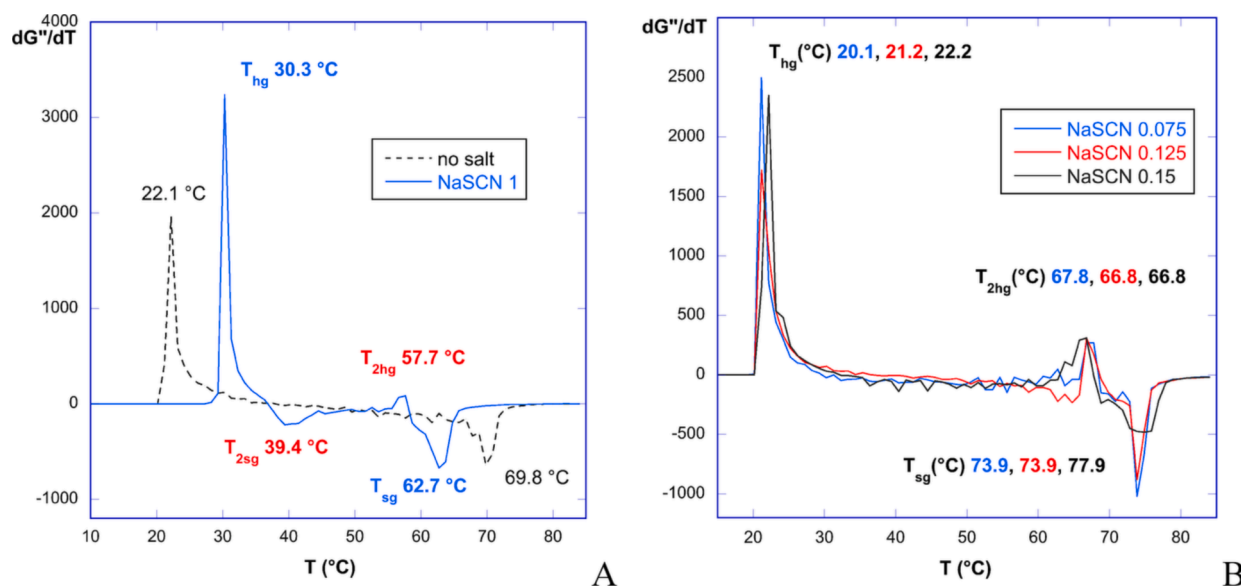 dG"/dT
4000
3000
2000
1000
0
-1000
10 20 30 40 50 60 70 80
T (°C)
T_hg 30.3 °C
no salt
NaSCN 1
22.1 °C
T_2hg 57.7 °C
T_2sg 39.4 °C
T_sg 62.7 °C
69.8 °C
A
dG"/dT
2500
2000
1500
1000
500
0
-500
-1000
20 30 40 50 60 70 80
T (°C)
T_hg(°C) 20.1, 21.2, 22.2
NaSCN 0.075
NaSCN 0.125
NaSCN 0.15
T_2hg(°C) 67.8, 66.8, 66.8
T_sg(°C) 73.9, 73.9, 77.9
B